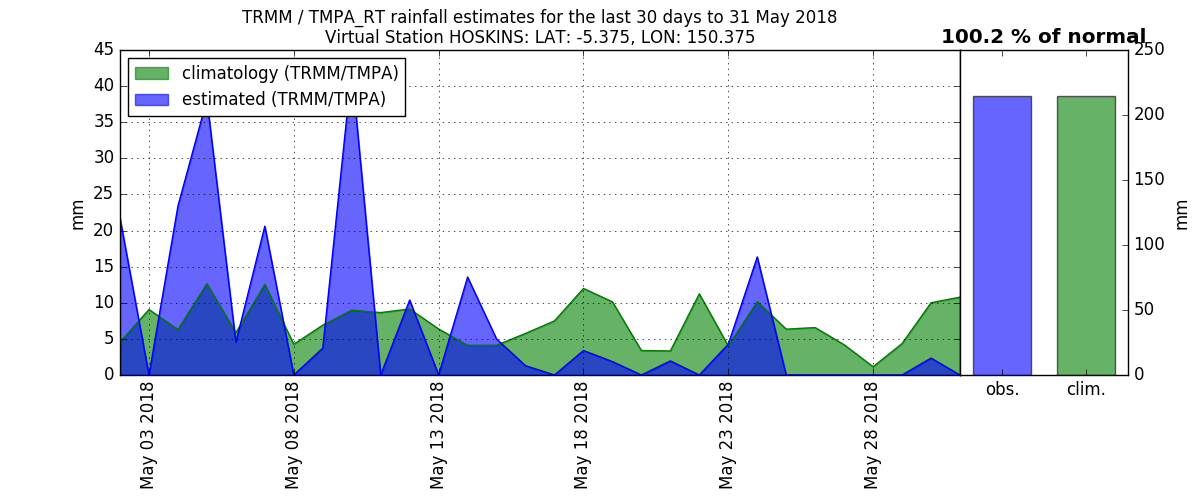 TRMM / TMPA_RT rainfall estimates for the last 30 days to 31 May 2018
Virtual Station HOSKINS: LAT: -5.375, LON: 150.375
100.2 % of normal
climatology (TRMM/TMPA)
estimated (TRMM/TMPA)
mm
45
40
35
30
25
20
15
10
5
0
May 03 2018
May 08 2018
May 13 2018
May 18 2018
May 23 2018
May 28 2018
obs.
clim.
250
200
150
100
50
0
mm